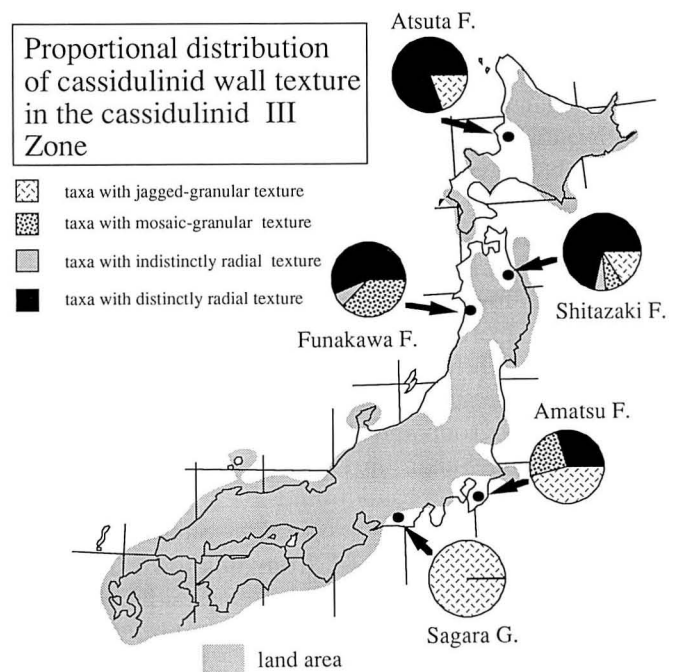 Proportional distribution
of cassidulinid wall texture
in the cassidulinid III
Zone
taxa with jagged-granular texture
taxa with mosaic-granular texture
taxa with indistinctly radial texture
taxa with distinctly radial texture
Atsuta F.
Shitazaki F.
Funakawa F.
Amatsu F.
Sagara G.
land area